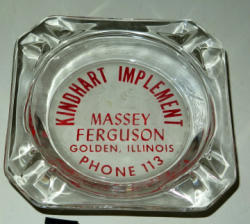 KINDHART IMPLEMENT
MASSEY
FERGUSON
GOLDEN, ILLINOIS
PHONE 113